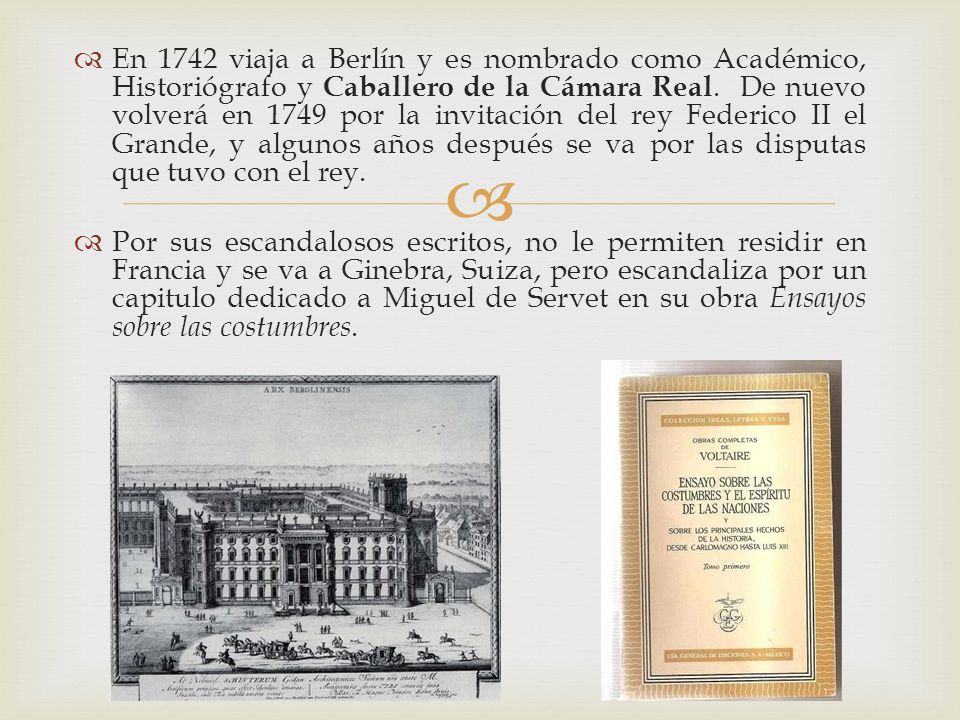 En 1742 viaja a Berlín y es nombrado como Académico,
Historiógrafo y Caballero de la Cámara Real. De nuevo
volverá en 1749 por la invitación del rey Federico II el
Grande, y algunos años después se va por las disputas
que tuvo con el rey.
Por sus escandalosos escritos, no le permiten residir en
Francia y se va a Ginebra, Suiza, pero escandaliza por un
capitulo dedicado a Miguel de Servet en su obra Ensayos
sobre las costumbres.
ARX BEROLINENSIS
COLECCION IDEAS, LETRAS Y VIDA
OBRAS COMPLETAS
DE
VOLTAIRE
ENSAYO SOBRE LAS
COSTUMBRES Y EL ESPÍRITU
DE LAS NACIONES
Y
SOBRE LOS PRINCIPALES HECHOS
DE LA HISTORIA,
DESDE CARLOMAGNO HASTA LUIS XIII
Tomo primero
CIA. GENERAL DE EDICIONES, S. A.-MÉXICO